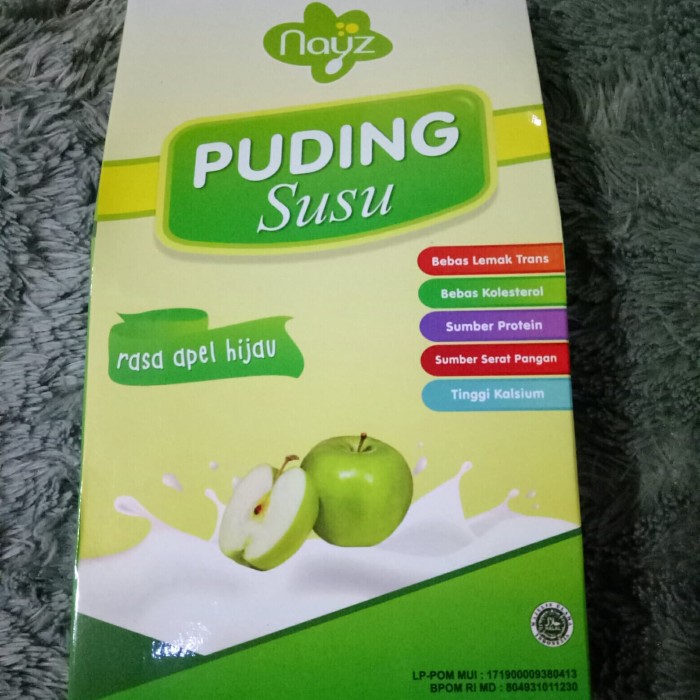 Nayz
PUDING
Susu
Bebas Lemak Trans
Bebas Kolesterol
Sumber Protein
Sumber Serat Pangan
Tinggi Kalsium
rasa apel hijau
LP-POM MUI : 171900009380413
BPOM RI MD : 804931011230